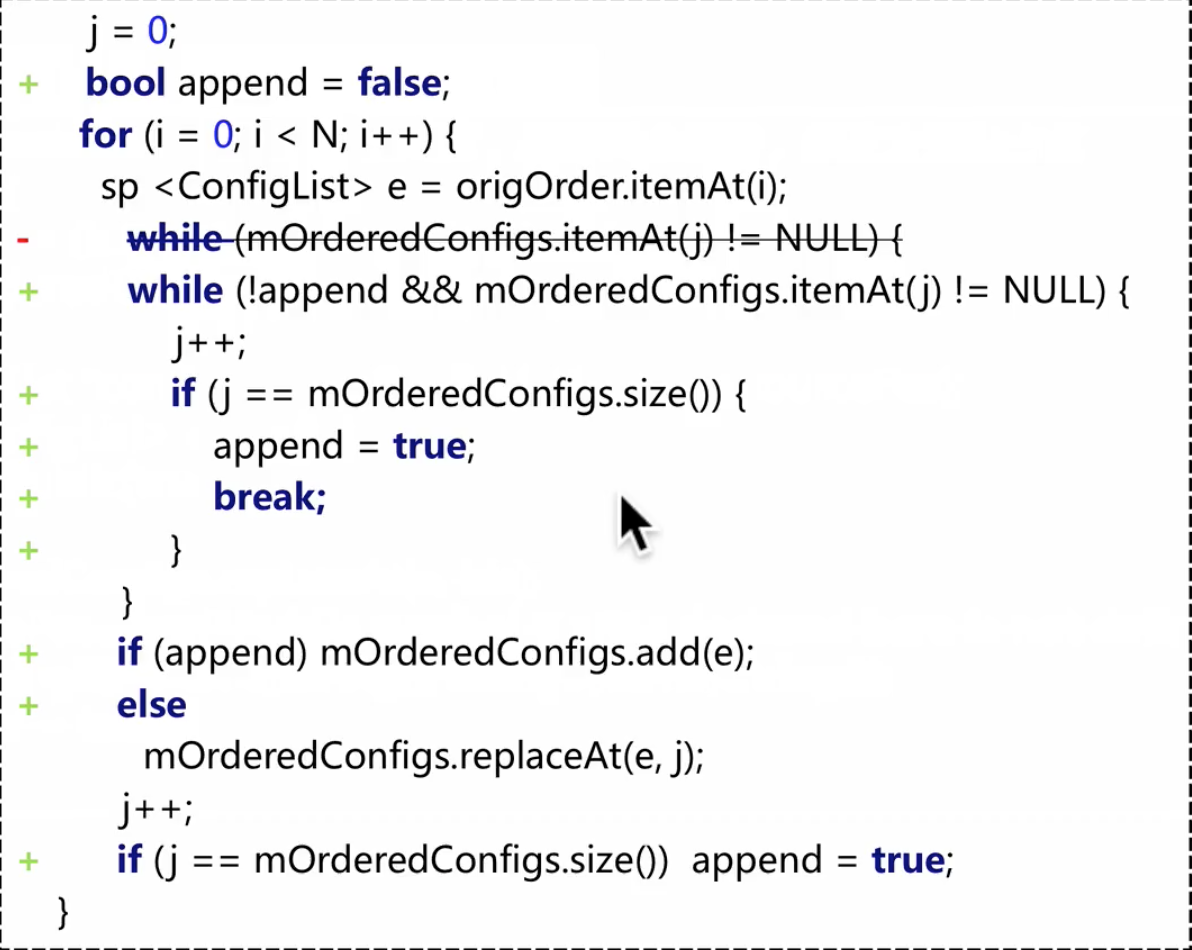 j = 0;
+ bool append = false;
for (i = 0; i < N; i++) {
sp <ConfigList> e = origOrder.itemAt(i);
- while (mOrderedConfigs.itemAt(j) != NULL) {
+ while (!append && mOrderedConfigs.itemAt(j) != NULL) {
j++;
+ if (j == mOrderedConfigs.size()) {
+ append = true;
+ break;
+ }
}
+ if (append) mOrderedConfigs.add(e);
+ else
mOrderedConfigs.replaceAt(e, j);
j++;
+ if (j == mOrderedConfigs.size()) append = true;
}